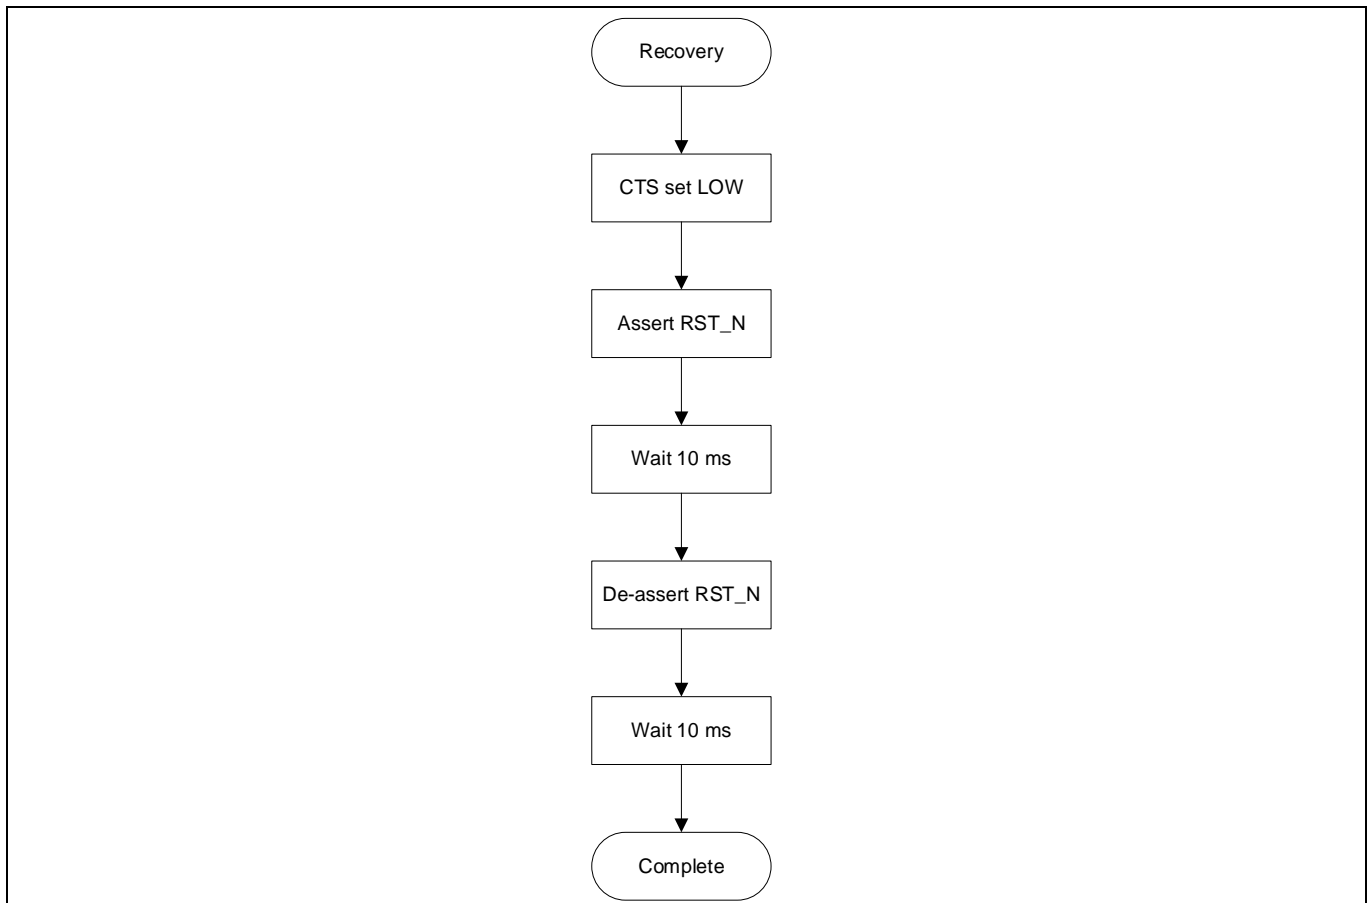 Recovery
CTS set LOW
Assert RST_N
Wait 10 ms
De-assert RST_N
Wait 10 ms
Complete